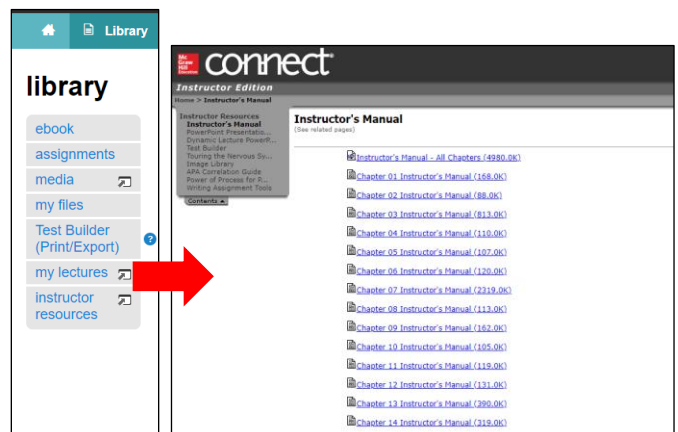 Library
library
ebook
assignments
media
my files
Test Builder
(Print/Export)
?
my lectures
instructor
resources
Mc
Graw
Hill
Education
connect
Instructor Edition
Home > Instructor's Manual
Instructor Resources
Instructor's Manual
PowerPoint Presentatio...
Dynamic Lecture PowerP...
Test Builder
Touring the Nervous Sy...
Image Library
APA Correlation Guide
Power of Process for P...
Writing Assignment Tools
Contents
Instructor's Manual
(See related pages)
Instructor's Manual - All Chapters (4980.0K)
Chapter 01 Instructor's Manual (168.0K)
Chapter 02 Instructor's Manual (88.0K)
Chapter 03 Instructor's Manual (813.0K)
Chapter 04 Instructor's Manual (110.0K)
Chapter 05 Instructor's Manual (107.0K)
Chapter 06 Instructor's Manual (120.0K)
Chapter 07 Instructor's Manual (2319.0K)
Chapter 08 Instructor's Manual (113.0K)
Chapter 09 Instructor's Manual (162.0K)
Chapter 10 Instructor's Manual (105.0K)
Chapter 11 Instructor's Manual (119.0K)
Chapter 12 Instructor's Manual (131.0K)
Chapter 13 Instructor's Manual (390.0K)
Chapter 14 Instructor's Manual (319.0K)